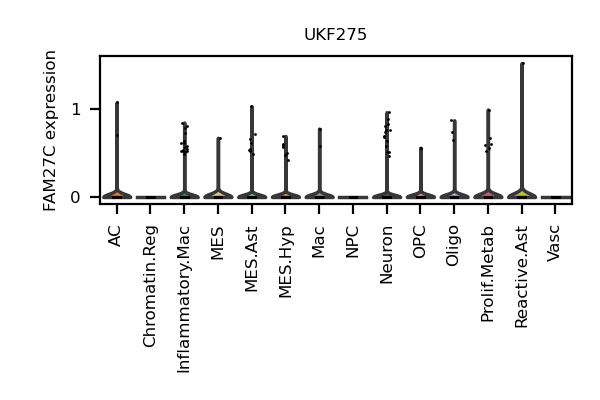 UKF275
FAM27C expression
1
0
AC
Chromatin.Reg
Inflammatory.Mac
MES
MES.Ast
MES.Hyp
Mac
NPC
Neuron
OPC
Oligo
Prolif.Metab
Reactive.Ast
Vasc